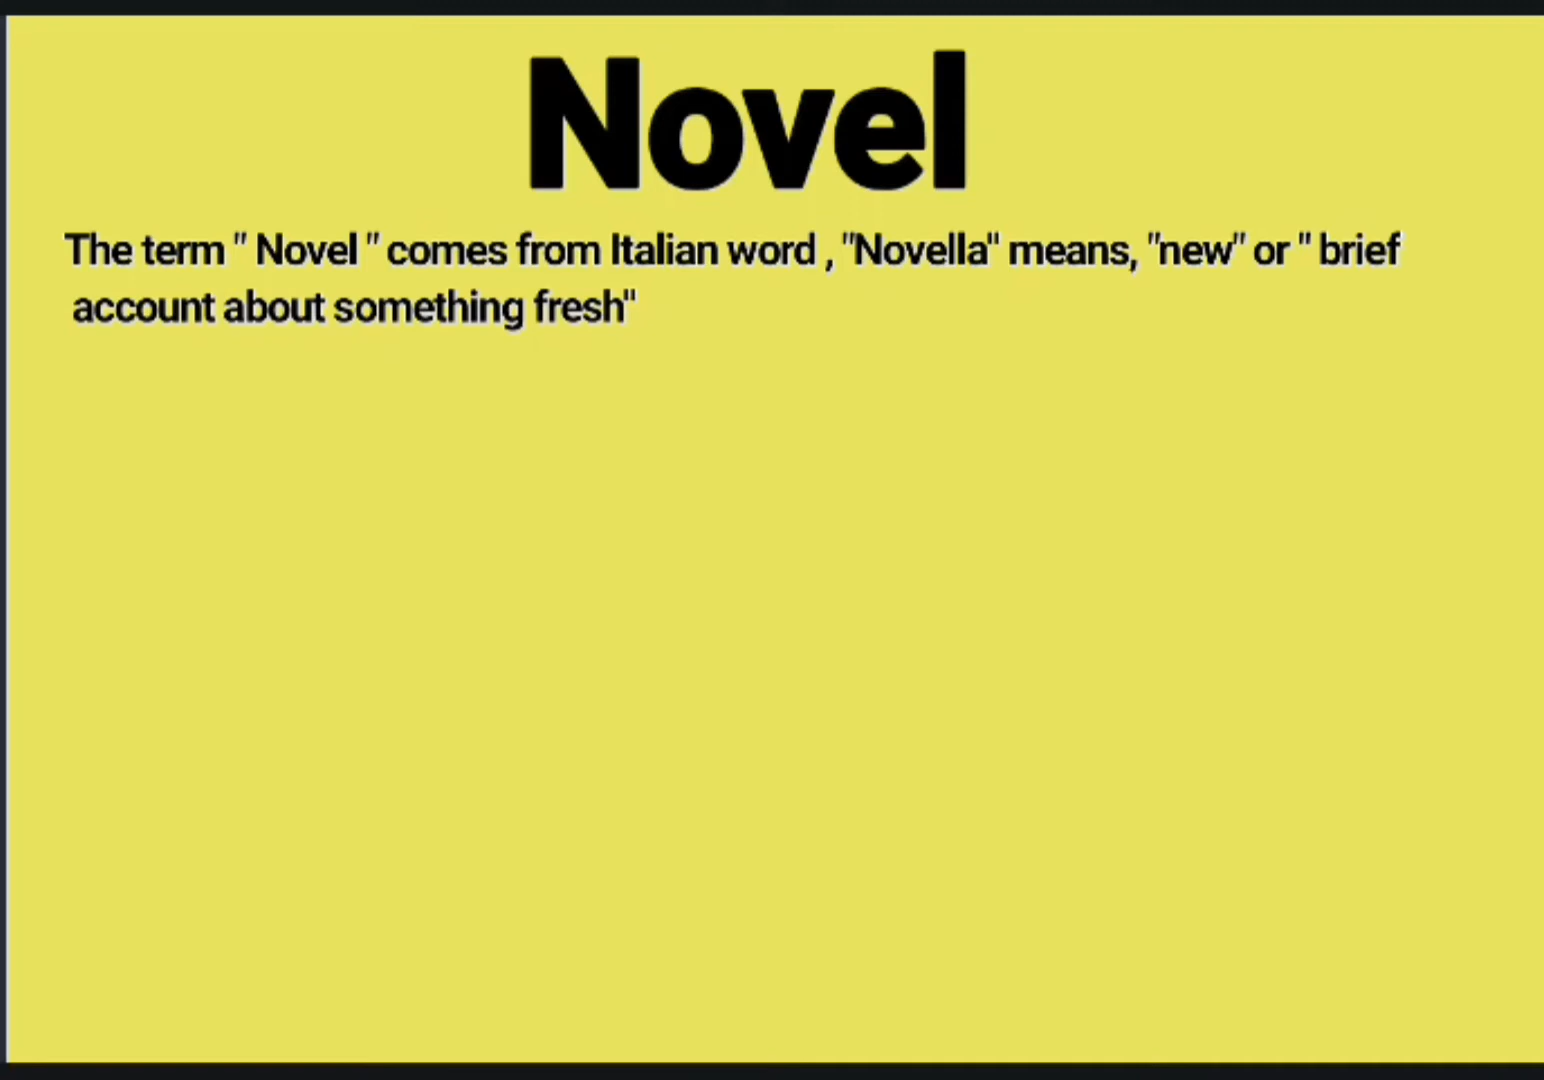 Novel
The term " Novel " comes from Italian word , "Novella" means, "new" or " brief
account about something fresh"